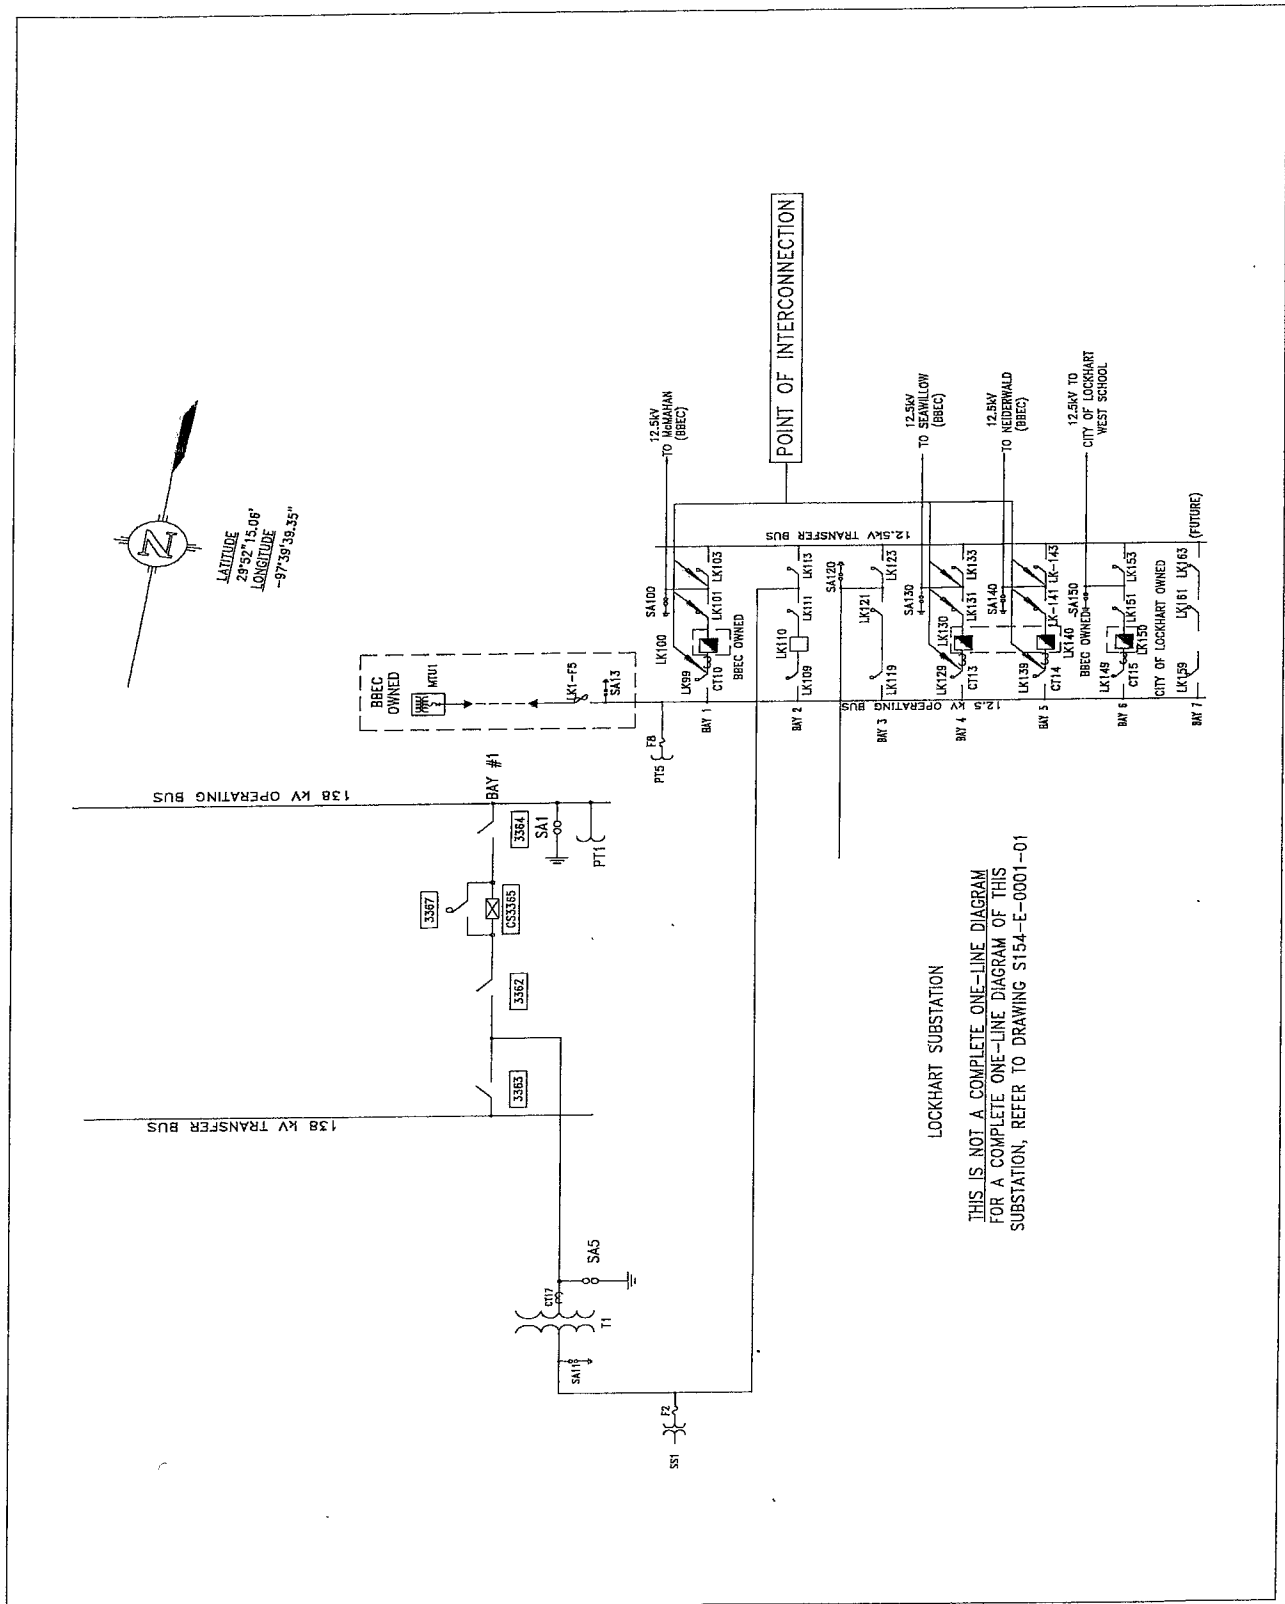 LATITUDE
29°52"15.06'
LONGITUDE
-97°39'39.35"
N
BBEC
OWNED
MTU1
LK1-F5
SA13
12.5kV
TO McMAHAN
(BBEC)
POINT OF INTERCONNECTION
12.5kV
TO SEAWILLOW
(BBEC)
12.5kV
TO NEIDERWALD
(BBEC)
12.5kV TO
CITY OF LOCKHART
WEST SCHOOL
12.5kV TRANSFER BUS
(FUTURE)
SA100
LK103
LK101
LK100
LK99
CT10
BBEC OWNED
BAY 1
LK113
LK111
LK110
LK109
BAY 2
SA120
LK123
LK121
LK119
BAY 3
SA130
LK133
LK131
LK130
LK129
CT13
BAY 4
SA140
LK-143
LK-141
LK140
LK139
CT14
BBEC OWNED
BAY 5
SA150
LK153
LK151
LK150
LK149
CT15
CITY OF LOCKHART OWNED
BAY 6
LK163
LK161
LK159
BAY 7
12.5 KV OPERATING BUS
F8
PT5
138 KV OPERATING BUS
BAY #1
3364
SA1
PT1
3367
CS3365
3362
3363
138 KV TRANSFER BUS
SA5
CT17
T1
SA11
F2
SS1
LOCKHART SUBSTATION
THIS IS NOT A COMPLETE ONE-LINE DIAGRAM
FOR A COMPLETE ONE-LINE DIAGRAM OF THIS
SUBSTATION, REFER TO DRAWING S154-E-0001-01